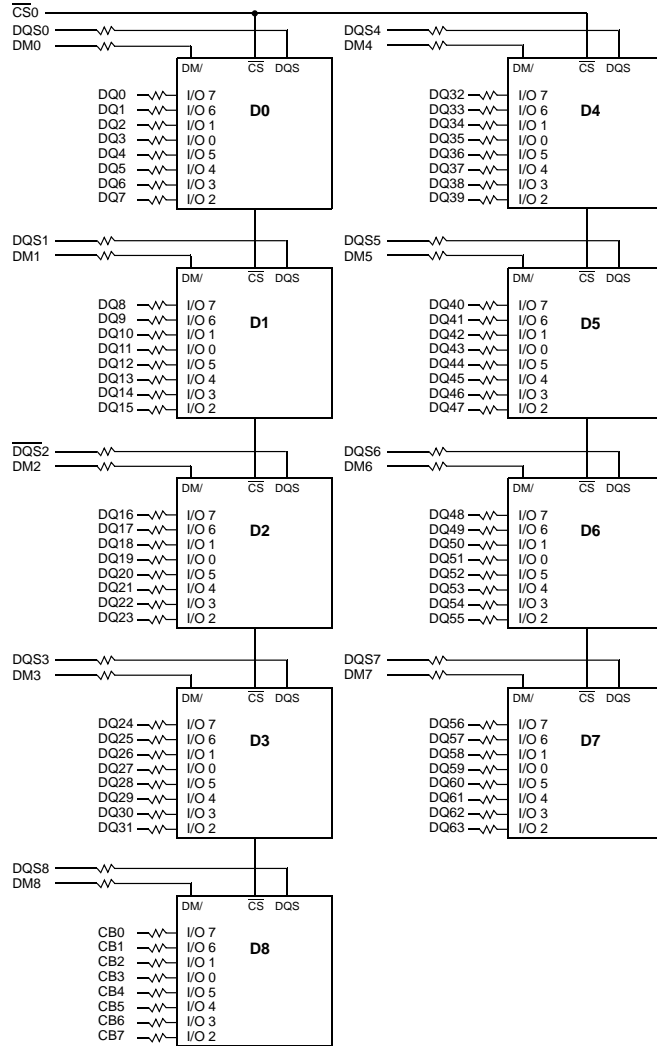 CS0
DQS0
DM0
DM/ CS DQS
D0
DQ0 I/O 7
DQ1 I/O 6
DQ2 I/O 1
DQ3 I/O 0
DQ4 I/O 5
DQ5 I/O 4
DQ6 I/O 3
DQ7 I/O 2
DQS1
DM1
DM/ CS DQS
D1
DQ8 I/O 7
DQ9 I/O 6
DQ10 I/O 1
DQ11 I/O 0
DQ12 I/O 5
DQ13 I/O 4
DQ14 I/O 3
DQ15 I/O 2
DQS2
DM2
DM/ CS DQS
D2
DQ16 I/O 7
DQ17 I/O 6
DQ18 I/O 1
DQ19 I/O 0
DQ20 I/O 5
DQ21 I/O 4
DQ22 I/O 3
DQ23 I/O 2
DQS3
DM3
DM/ CS DQS
D3
DQ24 I/O 7
DQ25 I/O 6
DQ26 I/O 1
DQ27 I/O 0
DQ28 I/O 5
DQ29 I/O 4
DQ30 I/O 3
DQ31 I/O 2
DQS8
DM8
DM/ CS DQS
D8
CB0 I/O 7
CB1 I/O 6
CB2 I/O 1
CB3 I/O 0
CB4 I/O 5
CB5 I/O 4
CB6 I/O 3
CB7 I/O 2
DQS4
DM4
DM/ CS DQS
D4
DQ32 I/O 7
DQ33 I/O 6
DQ34 I/O 1
DQ35 I/O 0
DQ36 I/O 5
DQ37 I/O 4
DQ38 I/O 3
DQ39 I/O 2
DQS5
DM5
DM/ CS DQS
D5
DQ40 I/O 7
DQ41 I/O 6
DQ42 I/O 1
DQ43 I/O 0
DQ44 I/O 5
DQ45 I/O 4
DQ46 I/O 3
DQ47 I/O 2
DQS6
DM6
DM/ CS DQS
D6
DQ48 I/O 7
DQ49 I/O 6
DQ50 I/O 1
DQ51 I/O 0
DQ52 I/O 5
DQ53 I/O 4
DQ54 I/O 3
DQ55 I/O 2
DQS7
DM7
DM/ CS DQS
D7
DQ56 I/O 7
DQ57 I/O 6
DQ58 I/O 1
DQ59 I/O 0
DQ60 I/O 5
DQ61 I/O 4
DQ62 I/O 3
DQ63 I/O 2